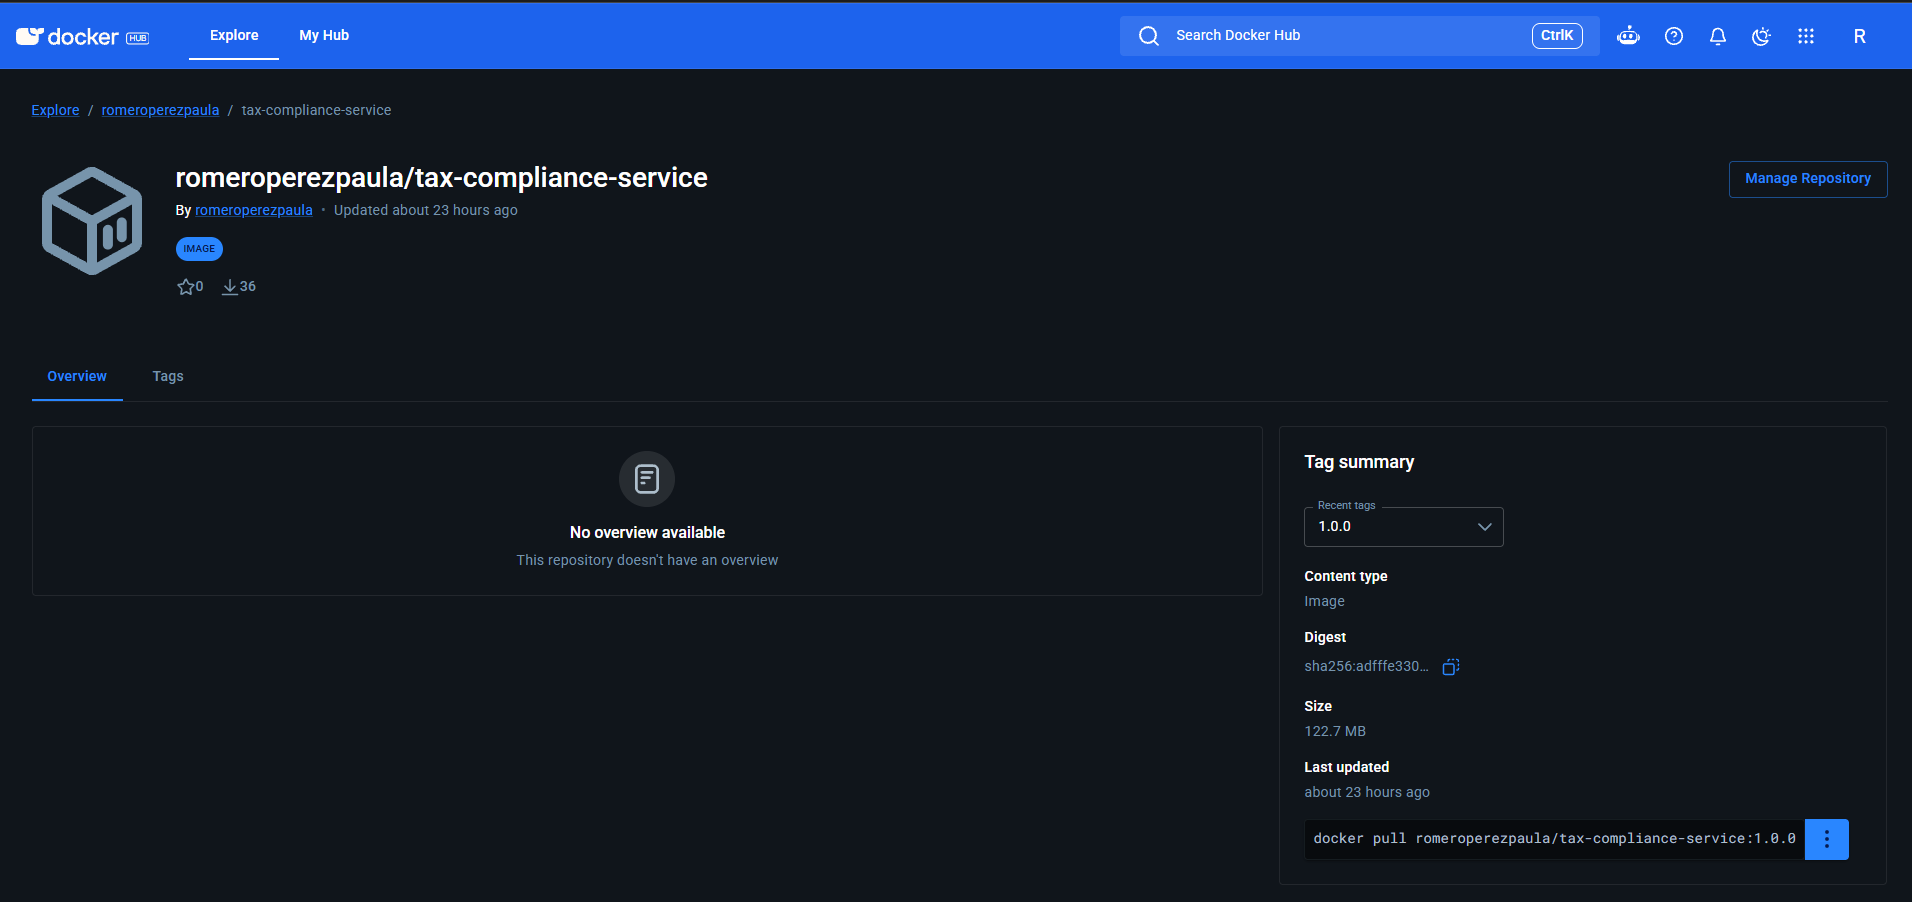 docker HUB Explore My Hub Search Docker Hub CtrlK R
Explore / romeroperezpaula / tax-compliance-service
romeroperezpaula/tax-compliance-service
Manage Repository
By romeroperezpaula • Updated about 23 hours ago
IMAGE
0 36
Overview Tags
No overview available
This repository doesn't have an overview
Tag summary
Recent tags
1.0.0
Content type
Image
Digest
sha256:adfffe330...
Size
122.7 MB
Last updated
about 23 hours ago
docker pull romeroperezpaula/tax-compliance-service:1.0.0